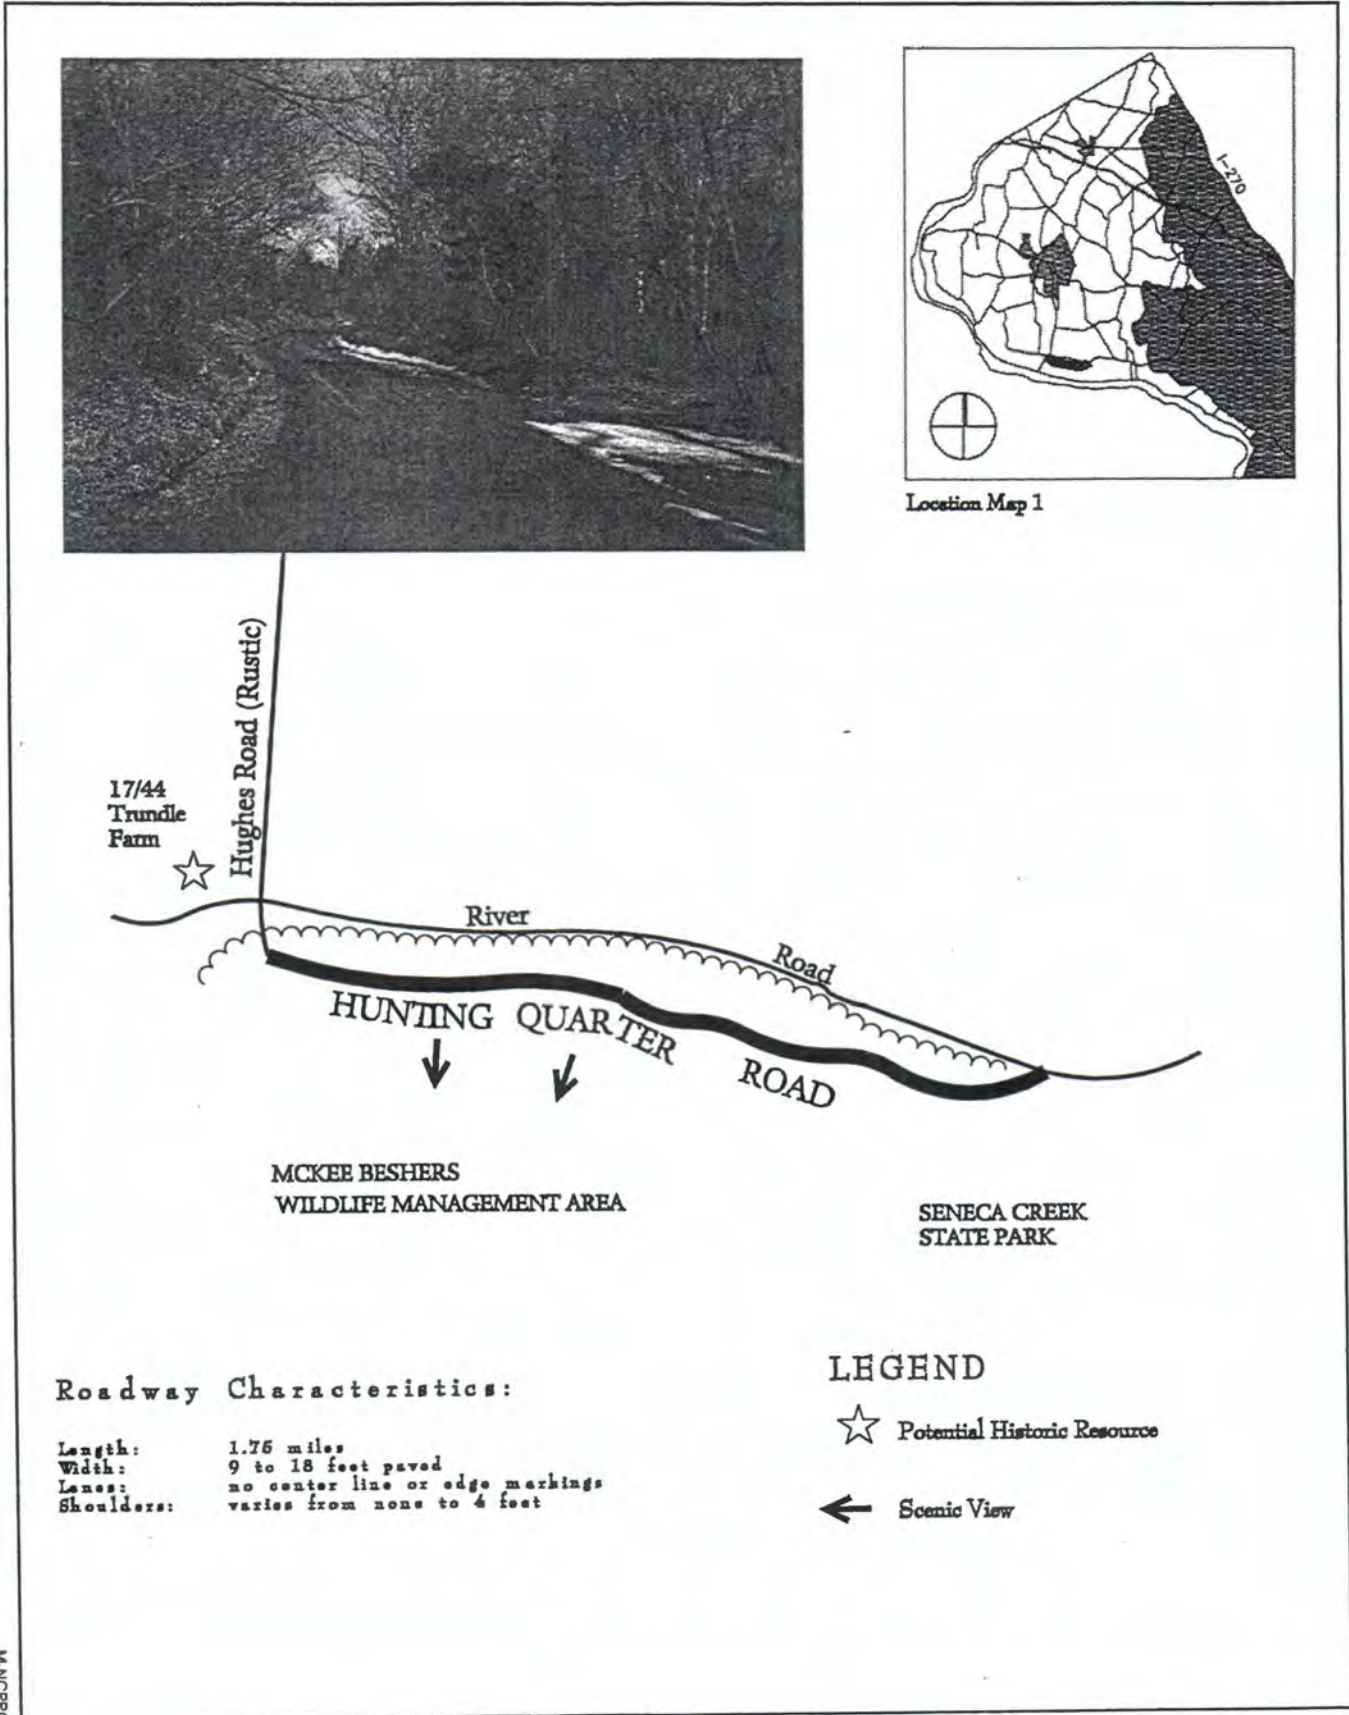 I-270
Location Map 1
Hughes Road (Rustic)
17/44
Trundle
Farm
River Road
HUNTING QUARTER ROAD
MCKEE BESHERS
WILDLIFE MANAGEMENT AREA
SENECA CREEK
STATE PARK
Roadway Characteristics:
Length: 1.75 miles
Width: 9 to 18 feet paved
Lanes: no center line or edge markings
Shoulders: varies from none to 4 feet
LEGEND
Potential Historic Resource
Scenic View